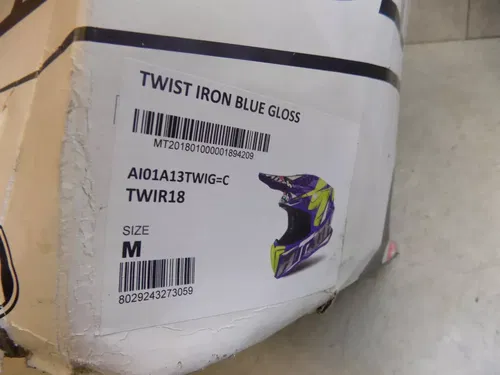 TWIST IRON BLUE GLOSS
MT201801000001894209
AI01A13TWIG=C
TWIR18
SIZE
M
8029243273059